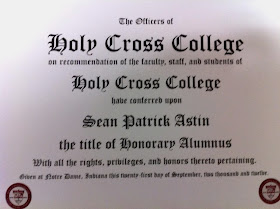 The Officers of
Holy Cross College
on recommendation of the faculty, staff, and students of
Holy Cross College
have conferred upon
Sean Patrick Astin
the title of Honorary Alumnus
With all the rights, privileges, and honors thereto pertaining.
Given at Notre Dame, Indiana this twenty-first day of September, two thousand and twelve.